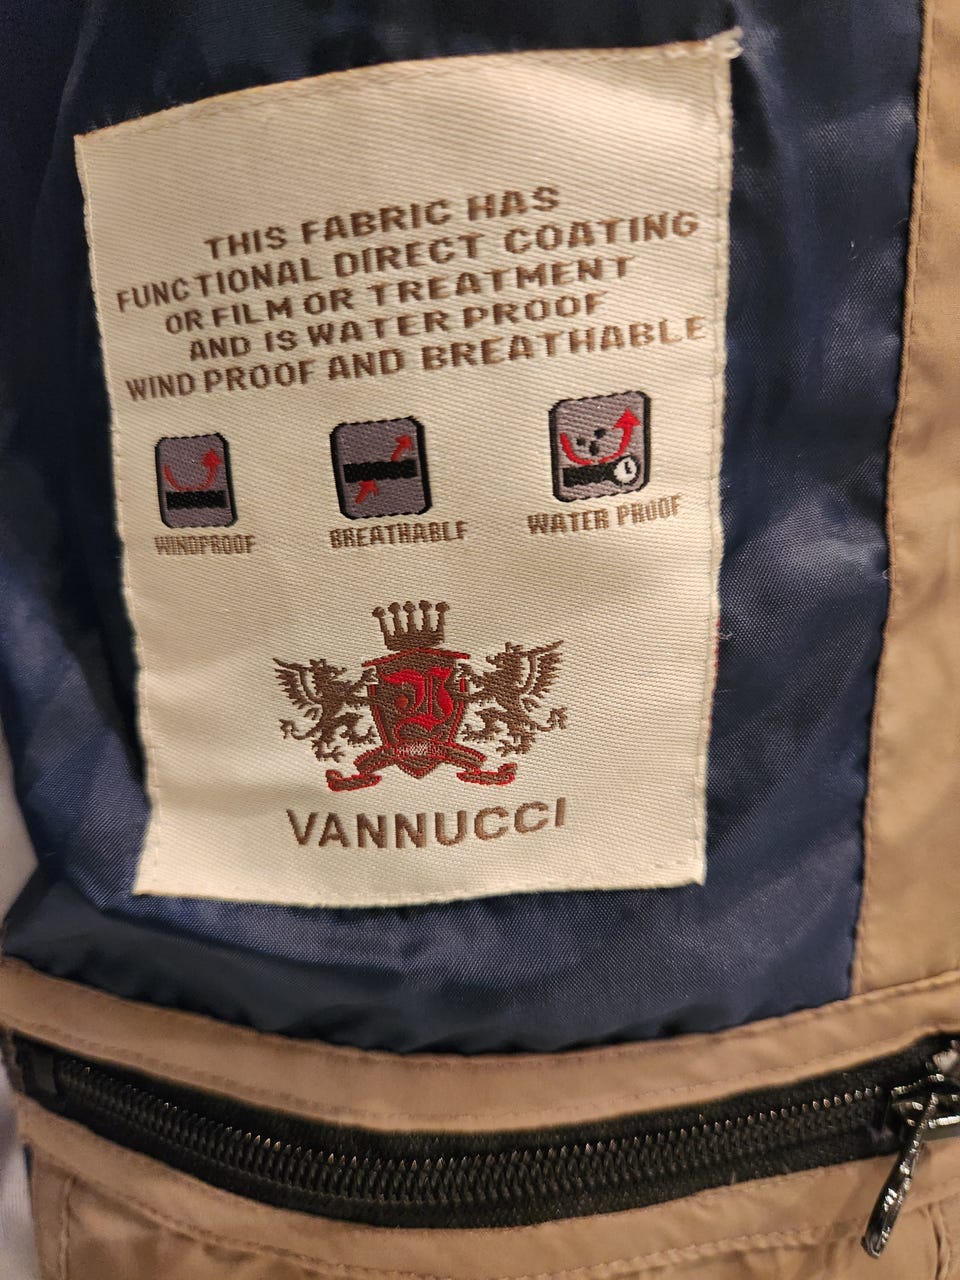 THIS FABRIC HAS
FUNCTIONAL DIRECT COATING
OR FILM OR TREATMENT
AND IS WATER PROOF
WIND PROOF AND BREATHABLE
WINDPROOF BREATHABLE WATER PROOF
VANNUCCI